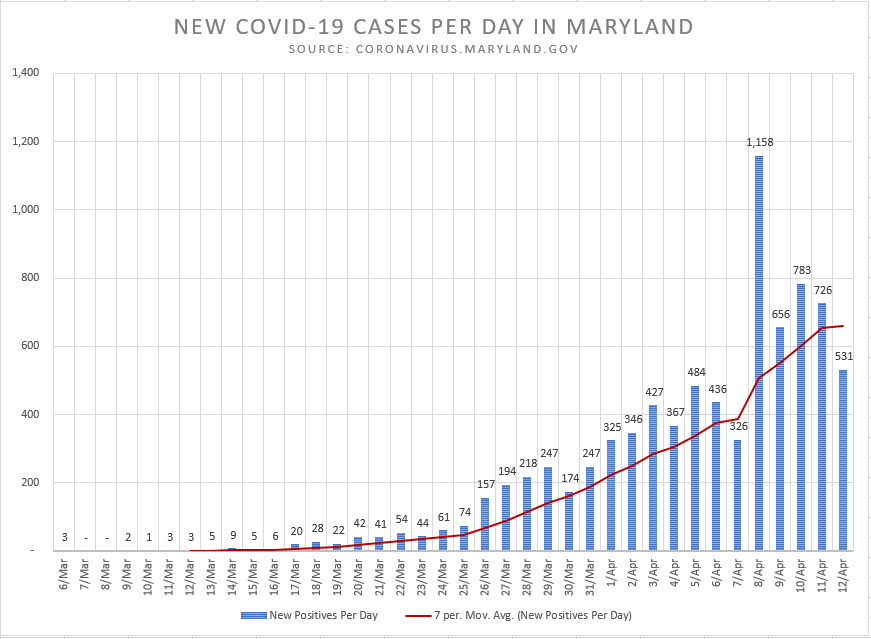 NEW COVID-19 CASES PER DAY IN MARYLAND
SOURCE: CORONAVIRUS.MARYLAND.GOV
1,400
1,200
1,000
800
600
400
200
-
3 - - 2 1 3 3 5 9 5 6 20 28 22 42 41 54 44 61 74 157 194 218 247 174 247 325 346 427 367 484 436 326 1,158 656 783 726 531
6/Mar 7/Mar 8/Mar 9/Mar 10/Mar 11/Mar 12/Mar 13/Mar 14/Mar 15/Mar 16/Mar 17/Mar 18/Mar 19/Mar 20/Mar 21/Mar 22/Mar 23/Mar 24/Mar 25/Mar 26/Mar 27/Mar 28/Mar 29/Mar 30/Mar 31/Mar 1/Apr 2/Apr 3/Apr 4/Apr 5/Apr 6/Apr 7/Apr 8/Apr 9/Apr 10/Apr 11/Apr 12/Apr
New Positives Per Day 7 per. Mov. Avg. (New Positives Per Day)